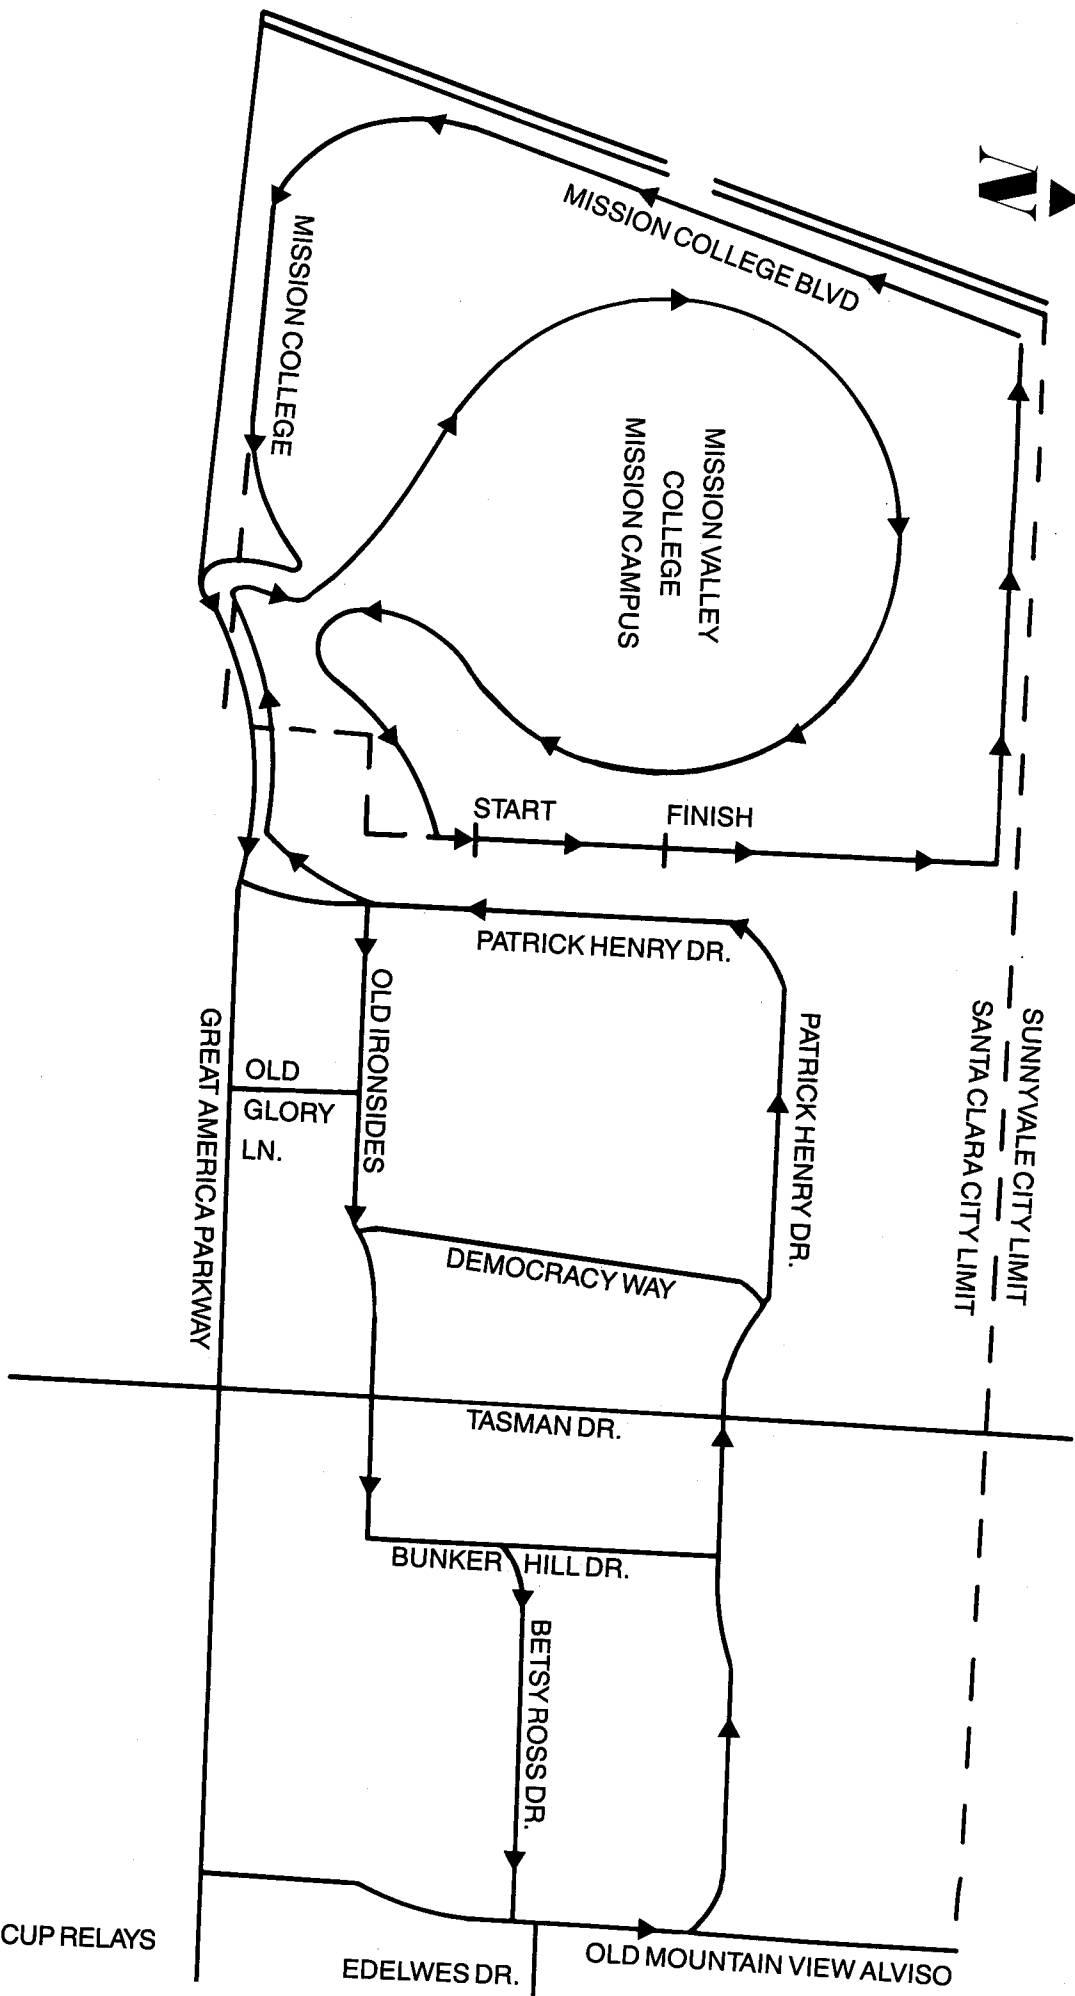 N
MISSION COLLEGE BLVD
MISSION COLLEGE
MISSION VALLEY
COLLEGE
MISSION CAMPUS
START
FINISH
PATRICK HENRY DR.
OLD IRONSIDES
PATRICK HENRY DR.
SUNNYVALE CITY LIMIT
SANTA CLARA CITY LIMIT
GREAT AMERICA PARKWAY
OLD
GLORY
LN.
DEMOCRACY WAY
TASMAN DR.
BUNKER HILL DR.
BETSY ROSS DR.
CUP RELAYS
EDELWES DR.
OLD MOUNTAIN VIEW ALVISO